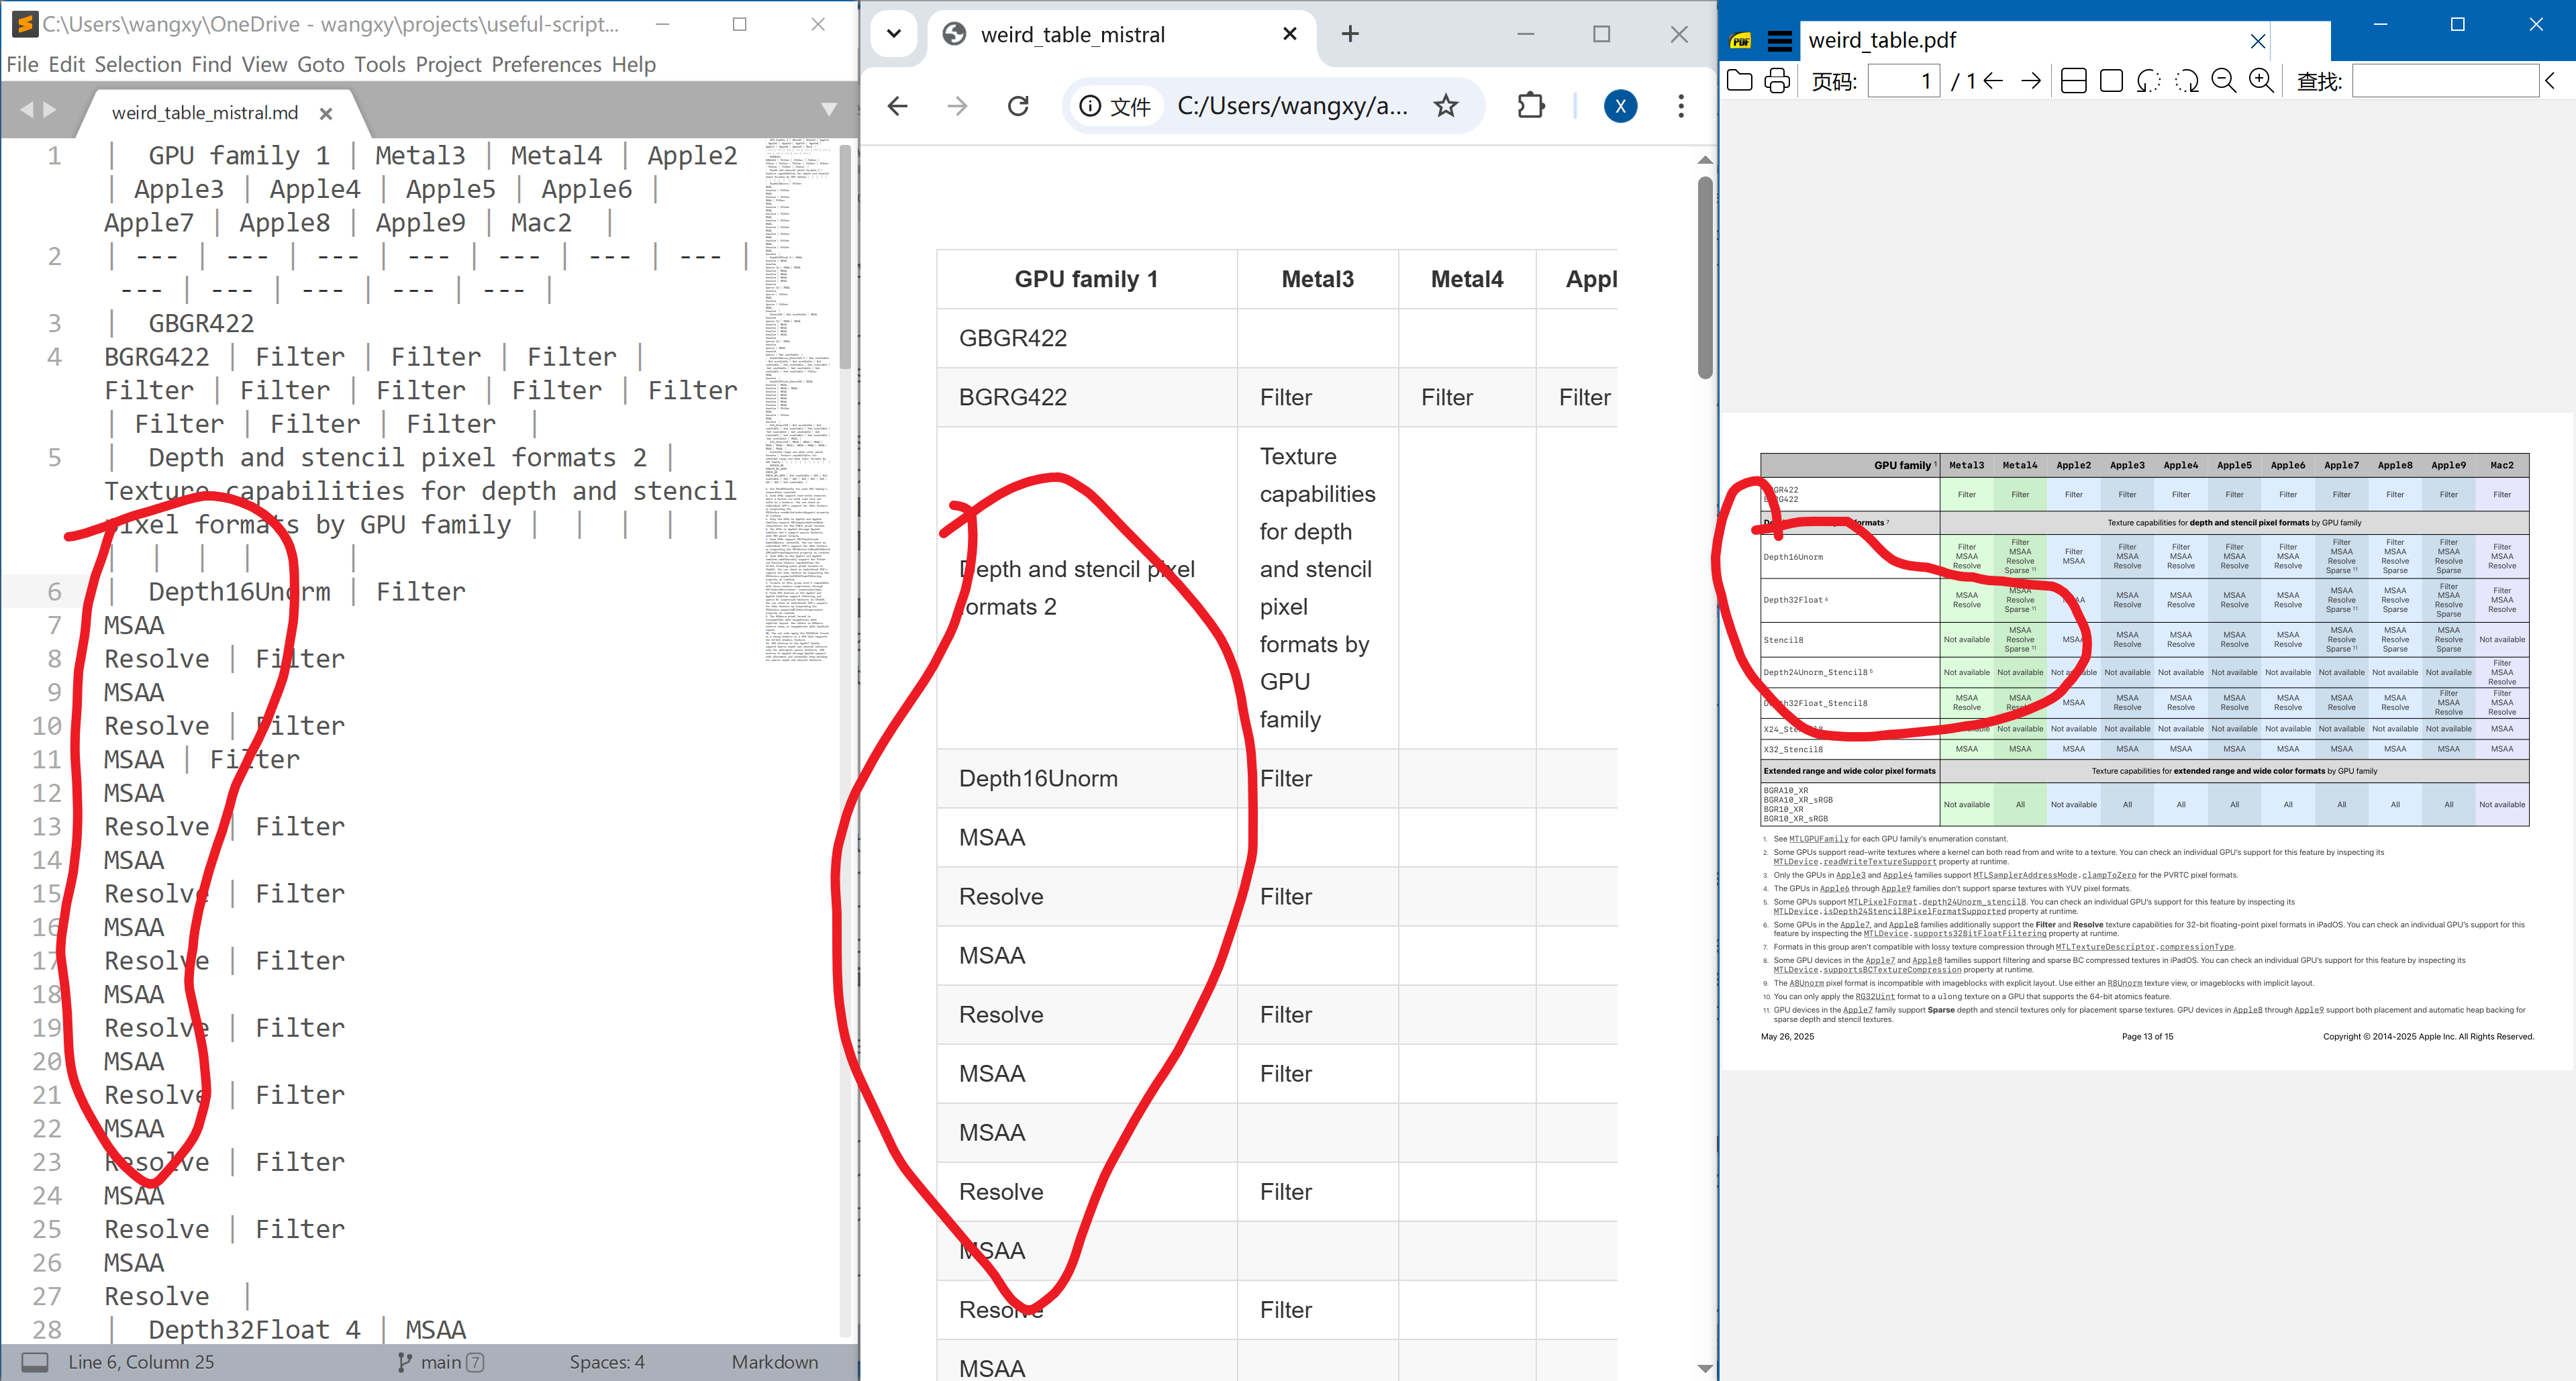 C:\Users\wangxy\OneDrive - wangxy\projects\useful-script...
File Edit Selection Find View Goto Tools Project Preferences Help
weird_table_mistral.md
1 | GPU family 1 | Metal3 | Metal4 | Apple2
| Apple3 | Apple4 | Apple5 | Apple6 |
Apple7 | Apple8 | Apple9 | Mac2 |
2 | --- | --- | --- | --- | --- | --- | --- |
--- | --- | --- | --- | --- |
3 | GBGR422
4 BGRG422 | Filter | Filter | Filter |
Filter | Filter | Filter | Filter | Filter
| Filter | Filter | Filter |
5 | Depth and stencil pixel formats 2 |
Texture capabilities for depth and stencil
pixel formats by GPU family | | | | |
| | | | | |
6 | Depth16Unorm | Filter
7 MSAA
8 Resolve | Filter
9 MSAA
10 Resolve | Filter
11 MSAA | Filter
12 MSAA
13 Resolve | Filter
14 MSAA
15 Resolve | Filter
16 MSAA
17 Resolve | Filter
18 MSAA
19 Resolve | Filter
20 MSAA
21 Resolve | Filter
22 MSAA
23 Resolve | Filter
24 MSAA
25 Resolve | Filter
26 MSAA
27 Resolve |
28 | Depth32Float 4 | MSAA
Line 6, Column 25 main 7 Spaces: 4 Markdown
weird_table_mistral
文件 C:/Users/wangxy/a... X
GPU family 1 Metal3 Metal4 Appl
GBGR422
BGRG422 Filter Filter Filter
Depth and stencil pixel formats 2
Texture
capabilities
for depth
and stencil
pixel
formats by
GPU
family
Depth16Unorm Filter
MSAA
Resolve Filter
MSAA
Resolve Filter
MSAA Filter
MSAA
Resolve Filter
MSAA
Resolve Filter
MSAA
PDF weird_table.pdf
页码: 1 / 1 查找:
GPU family 1 Metal3 Metal4 Apple2 Apple3 Apple4 Apple5 Apple6 Apple7 Apple8 Apple9 Mac2
GBGR422
BGRG422
Filter Filter Filter Filter Filter Filter Filter Filter Filter Filter Filter
formats 7 Texture capabilities for depth and stencil pixel formats by GPU family
Depth16Unorm
Filter MSAA Resolve
Filter MSAA Resolve Sparse 11
Filter MSAA
Filter MSAA Resolve
Filter MSAA Resolve
Filter MSAA Resolve
Filter MSAA Resolve
Filter MSAA Resolve Sparse 11
Filter MSAA Resolve Sparse
Filter MSAA Resolve Sparse
Filter MSAA Resolve
Depth32Float 6
MSAA Resolve
MSAA Resolve Sparse 11
MSAA
MSAA Resolve
MSAA Resolve
MSAA Resolve
MSAA Resolve
MSAA Resolve Sparse 11
MSAA Resolve Sparse
Filter MSAA Resolve Sparse
Filter MSAA Resolve
Stencil8
Not available
MSAA Resolve Sparse 11
MSAA
MSAA Resolve
MSAA Resolve
MSAA Resolve
MSAA Resolve
MSAA Resolve Sparse 11
MSAA Resolve Sparse
MSAA Resolve Sparse
Not available
Depth24Unorm_Stencil8 5
Not available Not available Not available Not available Not available Not available Not available Not available Not available Not available
Filter MSAA Resolve
Depth32Float_Stencil8
MSAA Resolve
MSAA Resolve
MSAA
MSAA Resolve
MSAA Resolve
MSAA Resolve
MSAA Resolve
MSAA Resolve
MSAA Resolve
Filter MSAA Resolve
Filter MSAA Resolve
X24_Stencil8 Not available Not available Not available Not available Not available Not available Not available Not available Not available Not available MSAA
X32_Stencil8 MSAA MSAA MSAA MSAA MSAA MSAA MSAA MSAA MSAA MSAA MSAA
Extended range and wide color pixel formats Texture capabilities for extended range and wide color formats by GPU family
BGRA10_XR
BGRA10_XR_sRGB
BGR10_XR
BGR10_XR_sRGB
Not available All Not available All All All All All All All Not available
1. See MTLGPUFamily for each GPU family's enumeration constant.
2. Some GPUs support read-write textures where a kernel can both read from and write to a texture. You can check an individual GPU's support for this feature by inspecting its
MTLDevice.readWriteTextureSupport property at runtime.
3. Only the GPUs in Apple3 and Apple4 families support MTLSamplerAddressMode.clampToZero for the PVRTC pixel formats.
4. The GPUs in Apple6 through Apple9 families don't support sparse textures with YUV pixel formats.
5. Some GPUs support MTLPixelFormat.depth24Unorm_stencil8. You can check an individual GPU's support for this feature by inspecting its
MTLDevice.isDepth24Stencil8PixelFormatSupported property at runtime.
6. Some GPUs in the Apple7, and Apple8 families additionally support the Filter and Resolve texture capabilities for 32-bit floating-point pixel formats in iPadOS. You can check an individual GPU's support for this
feature by inspecting the MTLDevice.supports32BitFloatFiltering property at runtime.
7. Formats in this group aren't compatible with lossy texture compression through MTLTextureDescriptor.compressionType.
8. Some GPU devices in the Apple7 and Apple8 families support filtering and sparse BC compressed textures in iPadOS. You can check an individual GPU's support for this feature by inspecting its
MTLDevice.supportsBCTextureCompression property at runtime.
9. The A8Unorm pixel format is incompatible with imageblocks with explicit layout. Use either an R8Unorm texture view, or imageblocks with implicit layout.
10. You can only apply the RG32Uint format to a ulong texture on a GPU that supports the 64-bit atomics feature.
11. GPU devices in the Apple7 family support Sparse depth and stencil textures only for placement sparse textures. GPU devices in Apple8 through Apple9 support both placement and automatic heap backing for
sparse depth and stencil textures.
May 26, 2025 Page 13 of 15 Copyright © 2014-2025 Apple Inc. All Rights Reserved.